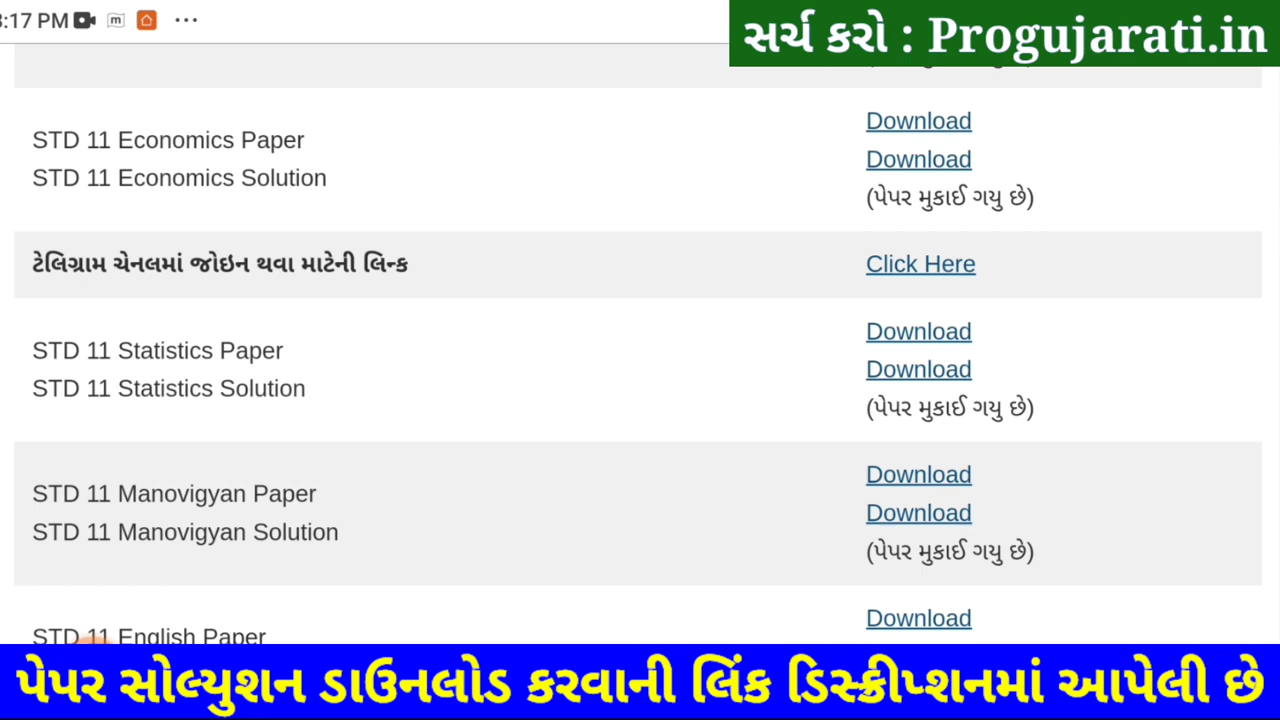 3:17 PM
સર્ચ કરો : Progujarati.in
STD 11 Economics Paper
Download
STD 11 Economics Solution
Download
(પેપર મુકાઈ ગયુ છે)
ટેલિગ્રામ ચેનલમાં જોઇન થવા માટેની લિન્ક
Click Here
STD 11 Statistics Paper
Download
STD 11 Statistics Solution
Download
(પેપર મુકાઈ ગયુ છે)
STD 11 Manovigyan Paper
Download
STD 11 Manovigyan Solution
Download
(પેપર મુકાઈ ગયુ છે)
STD 11 English Paper
Download
પેપર સોલ્યુશન ડાઉનલોડ કરવાની લિંક ડિસ્ક્રીપ્શનમાં આપેલી છે